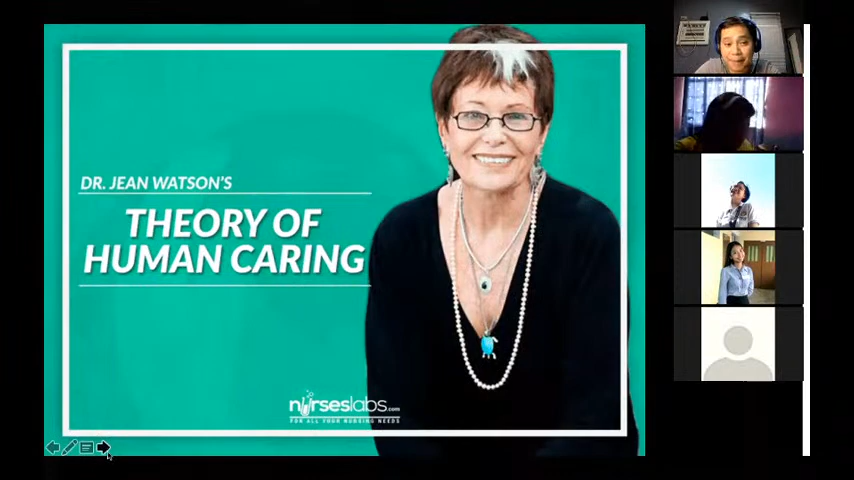 DR. JEAN WATSON'S
THEORY OF
HUMAN CARING
nurseslabs.com
FOR ALL YOUR NURSING NEEDS